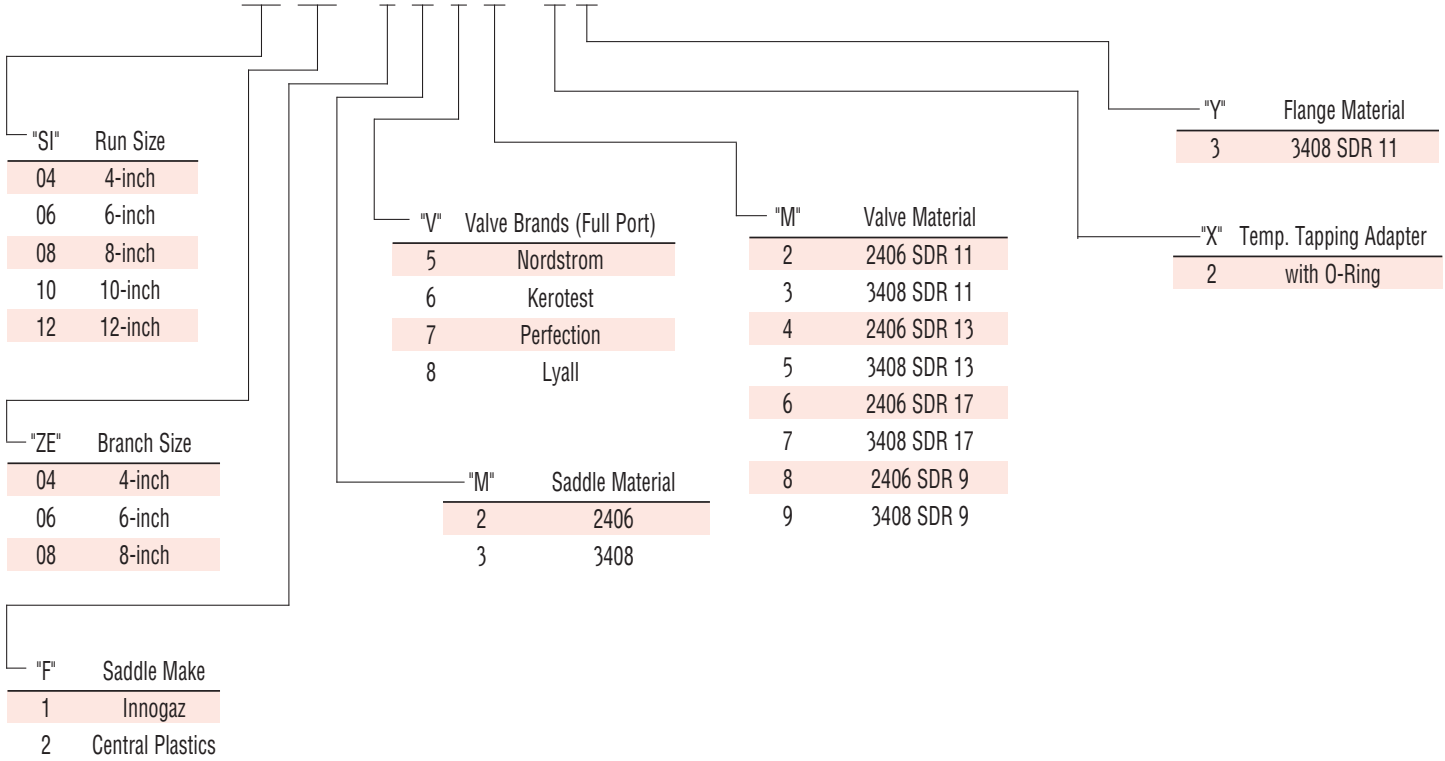 "SI" Run Size
04 4-inch
06 6-inch
08 8-inch
10 10-inch
12 12-inch
"ZE" Branch Size
04 4-inch
06 6-inch
08 8-inch
"F" Saddle Make
1 Innogaz
2 Central Plastics
"V" Valve Brands (Full Port)
5 Nordstrom
6 Kerotest
7 Perfection
8 Lyall
"M" Saddle Material
2 2406
3 3408
"M" Valve Material
2 2406 SDR 11
3 3408 SDR 11
4 2406 SDR 13
5 3408 SDR 13
6 2406 SDR 17
7 3408 SDR 17
8 2406 SDR 9
9 3408 SDR 9
"Y" Flange Material
3 3408 SDR 11
"X" Temp. Tapping Adapter
2 with O-Ring